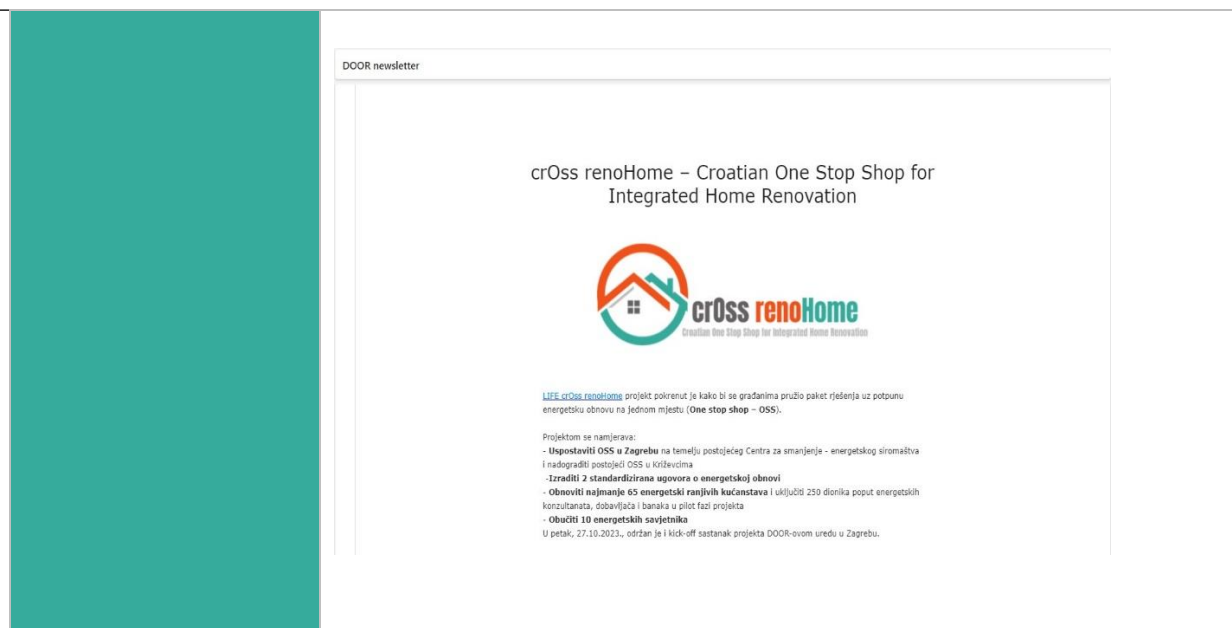 DOOR newsletter
crOss renoHome – Croatian One Stop Shop for
Integrated Home Renovation
crOss renoHome
Croatian One Stop Shop for Integrated Home Renovation
LIFE crOss renoHome projekt pokrenut je kako bi se građanima pružio paket rješenja uz potpunu
energetsku obnovu na jednom mjestu (One stop shop – OSS).
Projektom se namjerava:
- Uspostaviti OSS u Zagrebu na temelju postojećeg Centra za smanjenje - energetskog siromaštva
i nadograditi postojeći OSS u Križevcima
-Izraditi 2 standardizirana ugovora o energetskoj obnovi
- Obnoviti najmanje 65 energetski ranjivih kućanstava i uključiti 250 dionika poput energetskih
konzultanata, dobavljača i banaka u pilot fazi projekta
- Obučiti 10 energetskih savjetnika
U petak, 27.10.2023., održan je i kick-off sastanak projekta DOOR-ovom uredu u Zagrebu.